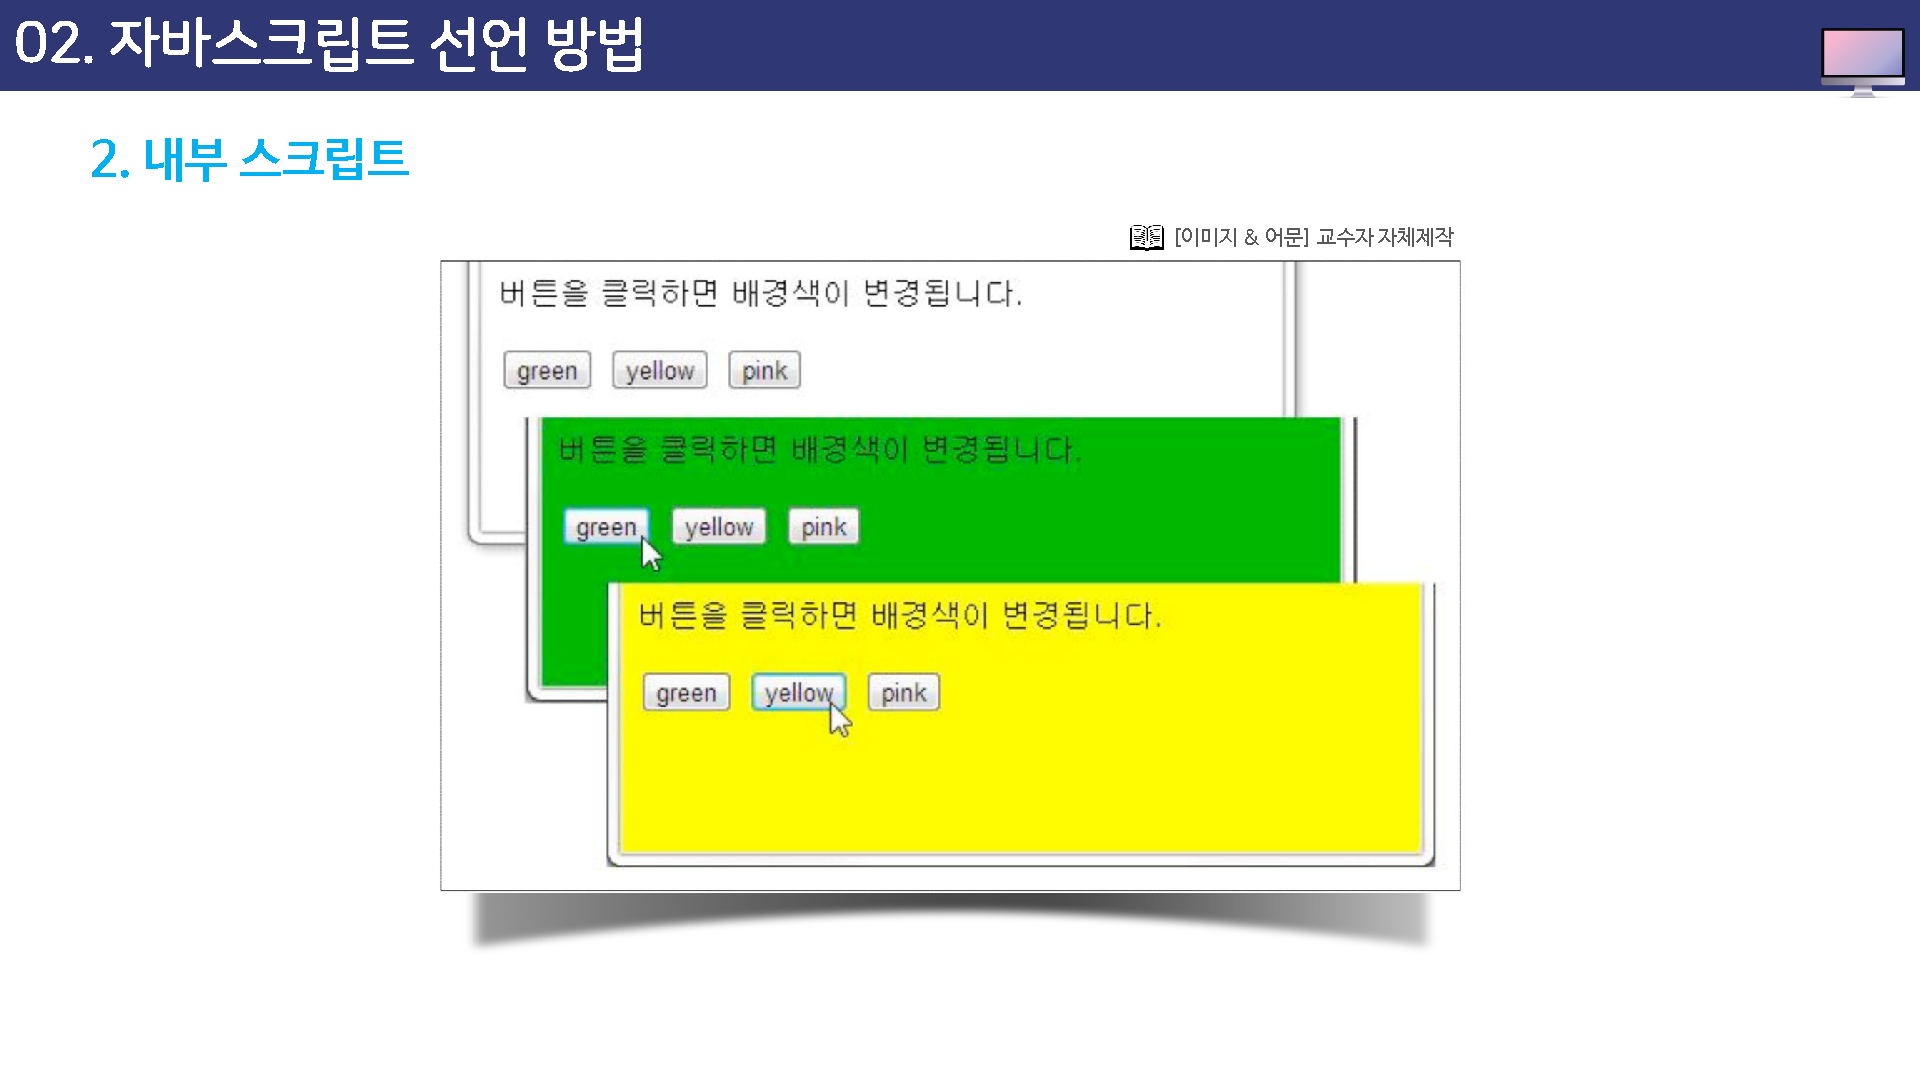 02. 자바스크립트 선언 방법
2. 내부 스크립트
[이미지 & 어문] 교수자 자체제작
버튼을 클릭하면 배경색이 변경됩니다.
green yellow pink
버튼을 클릭하면 배경색이 변경됩니다.
green yellow pink
버튼을 클릭하면 배경색이 변경됩니다.
green yellow pink